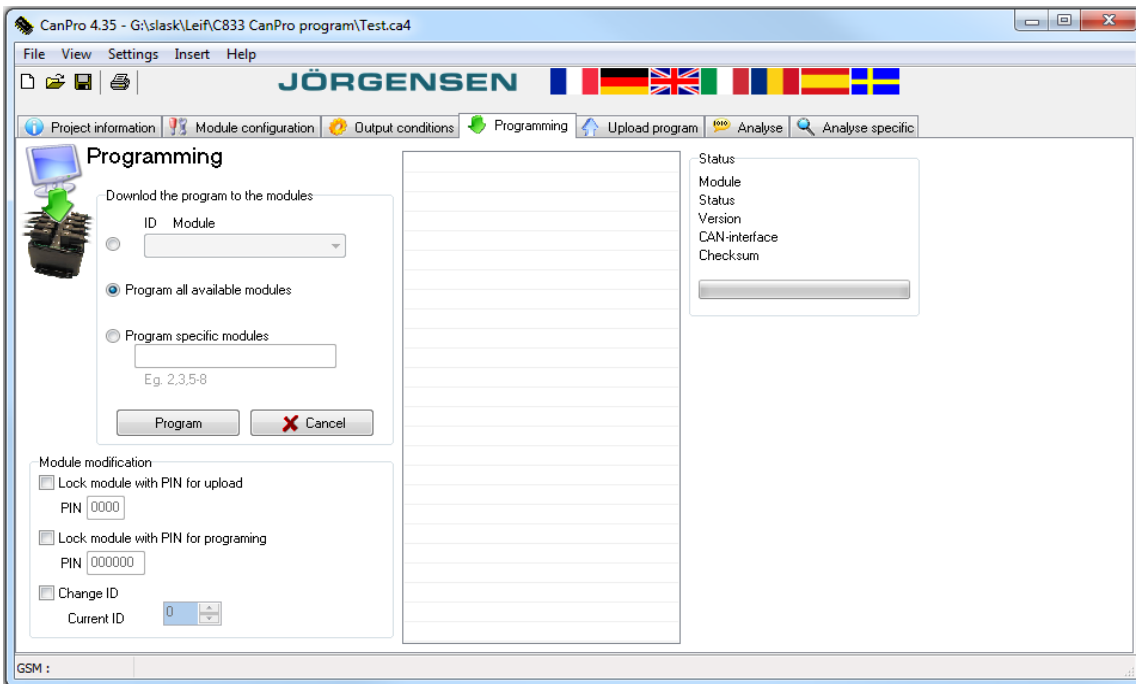 CanPro 4.35 - G:\slask\Leif\C833 CanPro program\Test.ca4
File View Settings Insert Help
JÖRGENSEN
Project information Module configuration Output conditions Programming Upload program Analyse Analyse specific
Programming
Downlod the program to the modules
ID Module
Program all available modules
Program specific modules
Eg. 2,3,5-8
Program Cancel
Module modification
Lock module with PIN for upload
PIN 0000
Lock module with PIN for programing
PIN 000000
Change ID
Current ID 0
Status
Module
Status
Version
CAN-interface
Checksum
GSM :